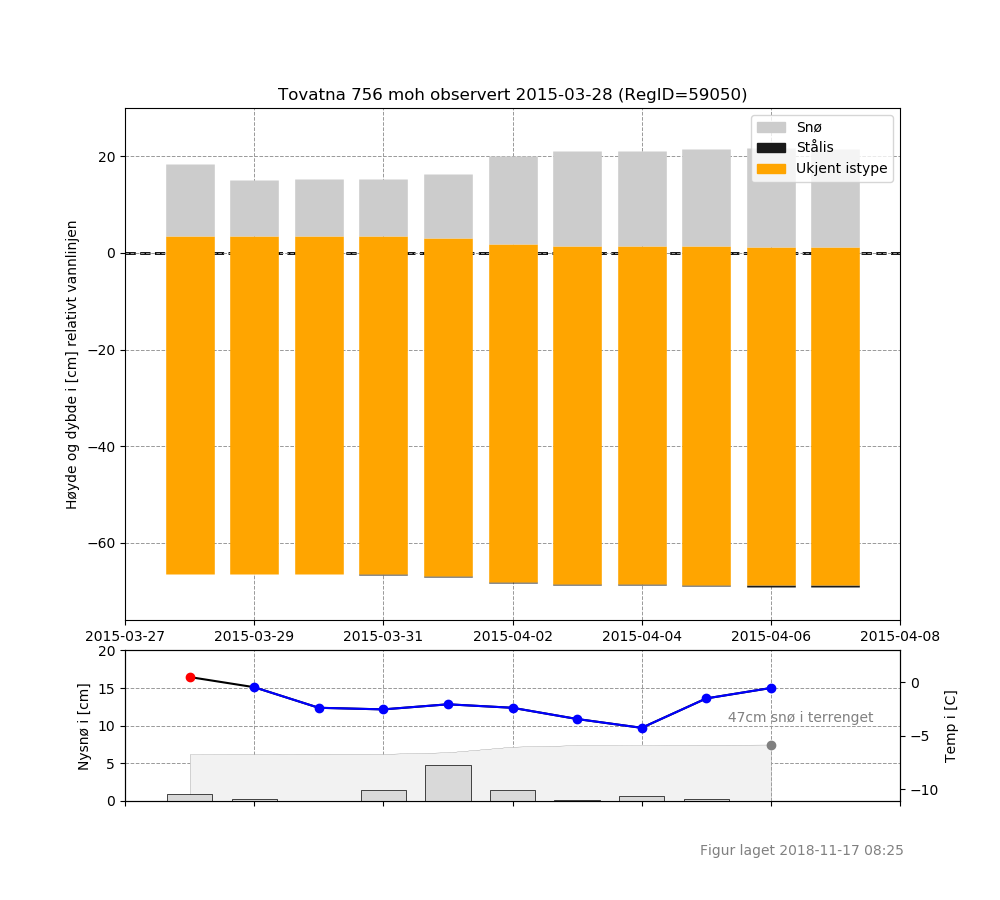 Tovatna 756 moh observert 2015-03-28 (RegID=59050)
Snø
Stålis
Ukjent istype
Høyde og dybde i [cm] relativt vannlinjen
20
0
−20
−40
−60
2015-03-27 2015-03-29 2015-03-31 2015-04-02 2015-04-04 2015-04-06 2015-04-08
Nysnø i [cm]
20
15
10
5
0
47cm snø i terrenget
0
−5
−10
Temp i [C]
Figur laget 2018-11-17 08:25